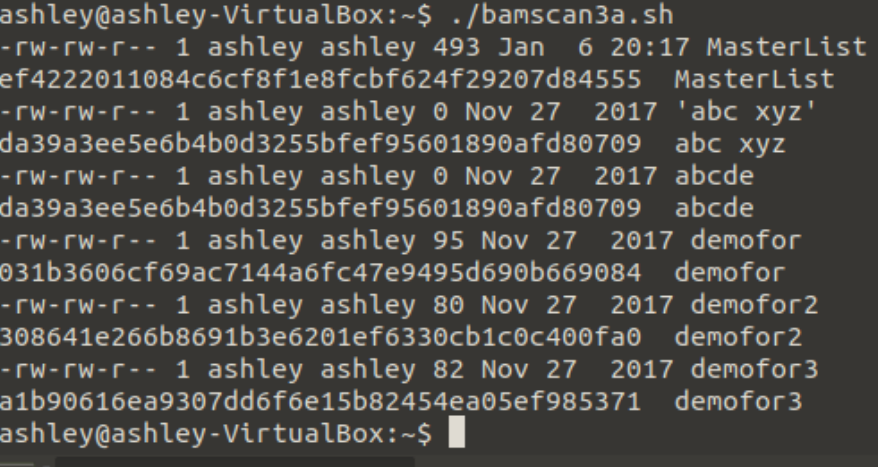 ashley@ashley-VirtualBox:~$ ./bamscan3a.sh
-rw-rw-r-- 1 ashley ashley 493 Jan  6 20:17 MasterList
ef4222011084c6cf8f1e8fcbf624f29207d84555  MasterList
-rw-rw-r-- 1 ashley ashley 0 Nov 27  2017 'abc xyz'
da39a3ee5e6b4b0d3255bfef95601890afd80709  abc xyz
-rw-rw-r-- 1 ashley ashley 0 Nov 27  2017 abcde
da39a3ee5e6b4b0d3255bfef95601890afd80709  abcde
-rw-rw-r-- 1 ashley ashley 95 Nov 27  2017 demofor
031b3606cf69ac7144a6fc47e9495d690b669084  demofor
-rw-rw-r-- 1 ashley ashley 80 Nov 27  2017 demofor2
308641e266b8691b3e6201ef6330cb1c0c400fa0  demofor2
-rw-rw-r-- 1 ashley ashley 82 Nov 27  2017 demofor3
a1b90616ea9307dd6f6e15b82454ea05ef985371  demofor3
ashley@ashley-VirtualBox:~$